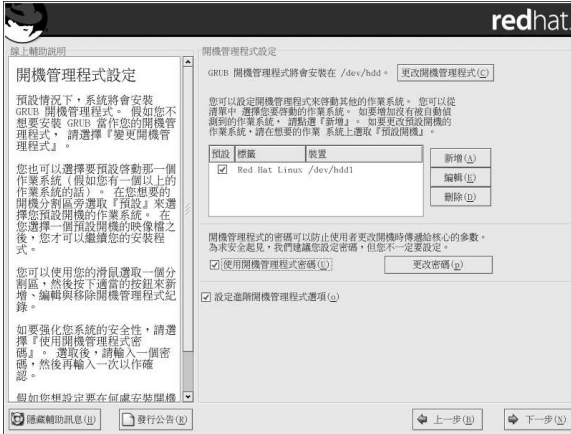 redhat.
線上輔助說明
開機管理程式設定
預設情況下，系統將會安裝
GRUB 開機管理程式。 假如您不
想要安裝 GRUB 當作您的開機管
理程式， 請選擇『變更開機管
理程式』。
您也可以選擇要預設啓動那一個
作業系統（假如您有一個以上的
作業系統的話）。 在您想要的
開機分割區旁選取『預設』來選
擇您預設開機的作業系統。 在
您選擇一個預設開機的映像檔之
後，您才可以繼續您的安裝程
式。
您可以使用您的滑鼠選取一個分
割區，然後按下適當的按鈕來新
增、編輯與移除開機管理程式紀
錄。
如要强化您系統的安全性，請選
擇『使用開機管理程式密
碼』。 選取後，請輸入一個密
碼，然後再輸入一次以作確
認。
假如您想設定要在何處安裝開機
開機管理程式設定
GRUB 開機管理程式將會安裝在 /dev/hdd。 更改開機管理程式(C)
您可以設定開機管理程式來啓動其他的作業系統。 您可以從
清單中 選擇您要啓動的作業系統。 如要增加沒有被自動偵
測到的作業系統， 請點選『新增』。 如要更改預設開機的
作業系統，請在想要的作業 系統上選取『預設開機』。
預設 標籤 裝置
Red Hat Linux /dev/hdd1
新增(A)
編輯(E)
刪除(D)
開機管理程式的密碼可以防止使用者更改開機時傳遞給核心的參數。
為求安全起見，我們建議您設定密碼，但您不一定要設定。
使用開機管理程式密碼(U) 更改密碼(p)
設定進階開機管理程式選項(o)
隱藏輔助訊息(H) 發行公告(R) 上一步(B) 下一步(N)